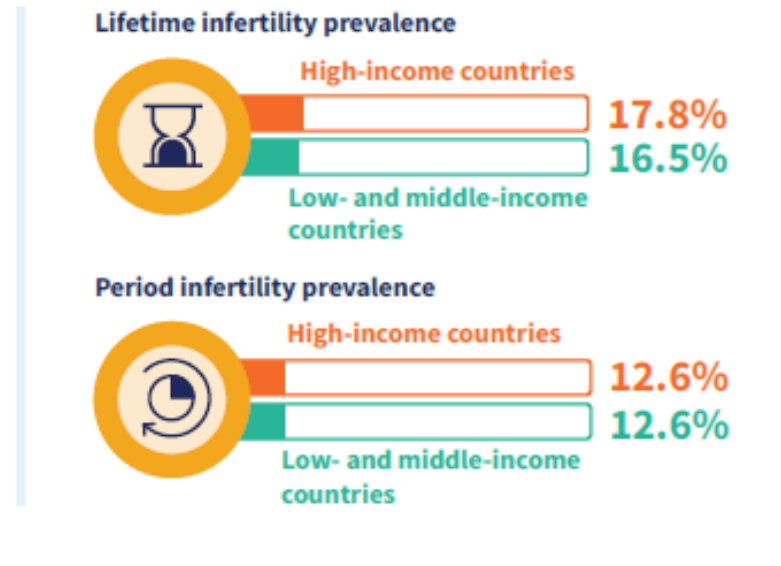 Lifetime infertility prevalence
High-income countries
17.8%
16.5%
Low- and middle-income
countries
Period infertility prevalence
High-income countries
12.6%
12.6%
Low- and middle-income
countries